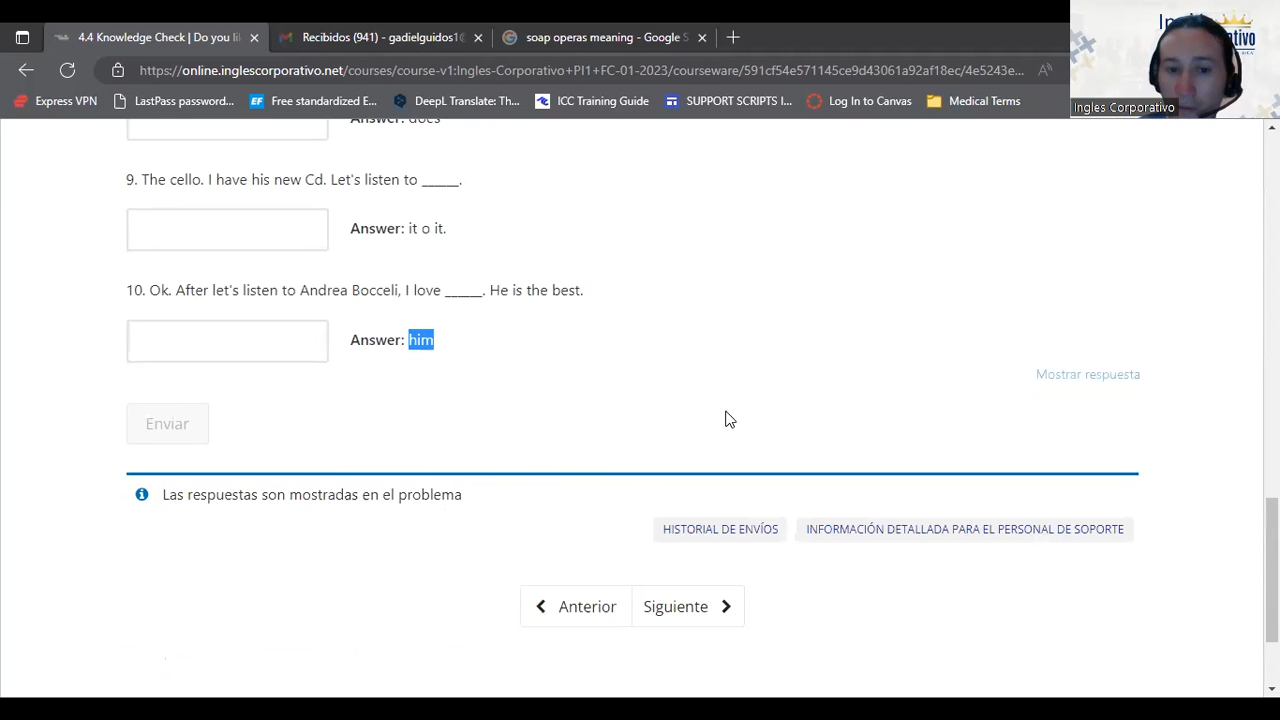 4.4 Knowledge Check | Do you li
Recibidos (941) - gadielguidos1@
soap operas meaning - Google S
https://online.inglescorporativo.net/courses/course-v1:Ingles-Corporativo+PI1+FC-01-2023/courseware/591cf54e571145ce9d43061a92af18ec/4e5243e...
Express VPN
LastPass password...
EF Free standardized E...
DeepL Translate: Th...
ICC Training Guide
SUPPORT SCRIPTS I...
Log In to Canvas
Medical Terms
Ingles Corporativo
Answer: does
9. The cello. I have his new Cd. Let's listen to ______.
Answer: it o it.
10. Ok. After let's listen to Andrea Bocceli, I love ______. He is the best.
Answer: him
Mostrar respuesta
Enviar
Las respuestas son mostradas en el problema
HISTORIAL DE ENVÍOS
INFORMACIÓN DETALLADA PARA EL PERSONAL DE SOPORTE
Anterior
Siguiente